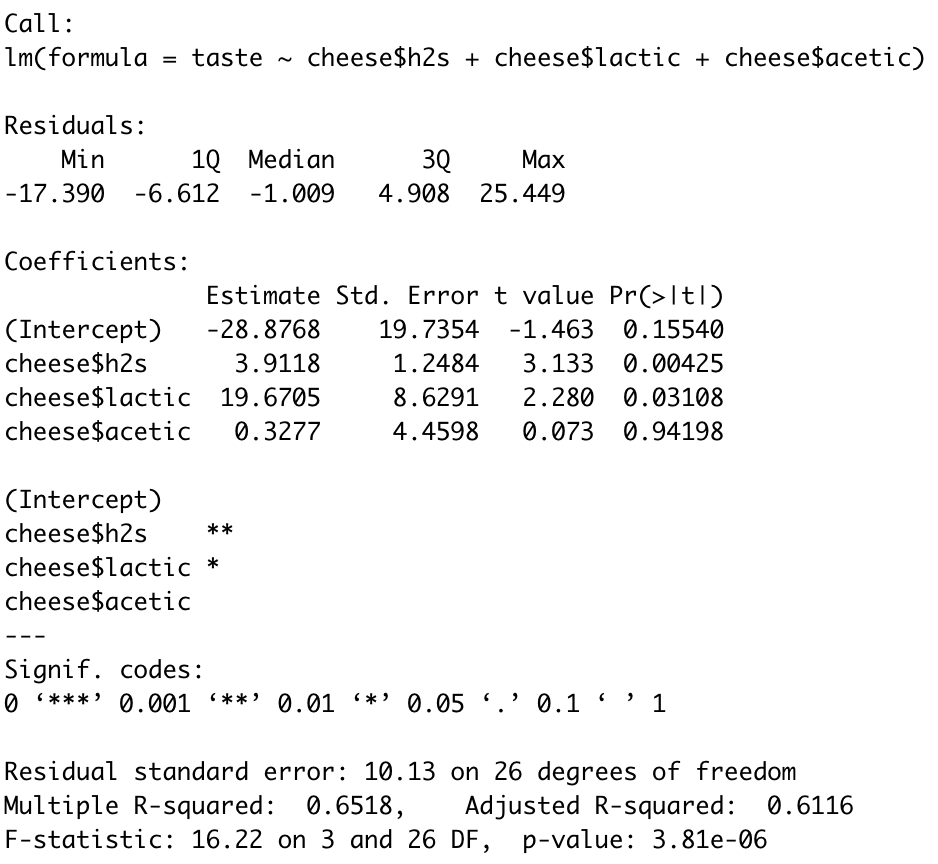 Call:
lm(formula = taste ~ cheese$h2s + cheese$lactic + cheese$acetic)

Residuals:
    Min      1Q  Median      3Q     Max
-17.390  -6.612  -1.009   4.908  25.449

Coefficients:
              Estimate Std. Error t value Pr(>|t|)
(Intercept)   -28.8768    19.7354  -1.463  0.15540
cheese$h2s      3.9118     1.2484   3.133  0.00425
cheese$lactic  19.6705     8.6291   2.280  0.03108
cheese$acetic   0.3277     4.4598   0.073  0.94198

(Intercept)
cheese$h2s    **
cheese$lactic *
cheese$acetic
---
Signif. codes:
0 ‘***’ 0.001 ‘**’ 0.01 ‘*’ 0.05 ‘.’ 0.1 ‘ ’ 1

Residual standard error: 10.13 on 26 degrees of freedom
Multiple R-squared:  0.6518,    Adjusted R-squared:  0.6116
F-statistic: 16.22 on 3 and 26 DF,  p-value: 3.81e-06